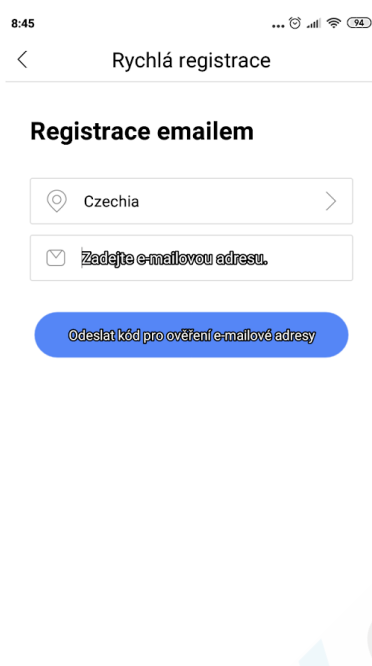 8:45
94
Rychlá registrace
Registrace emailem
Czechia
Zadejte e-mailovou adresu.
Odeslat kód pro ověření e-mailové adresy